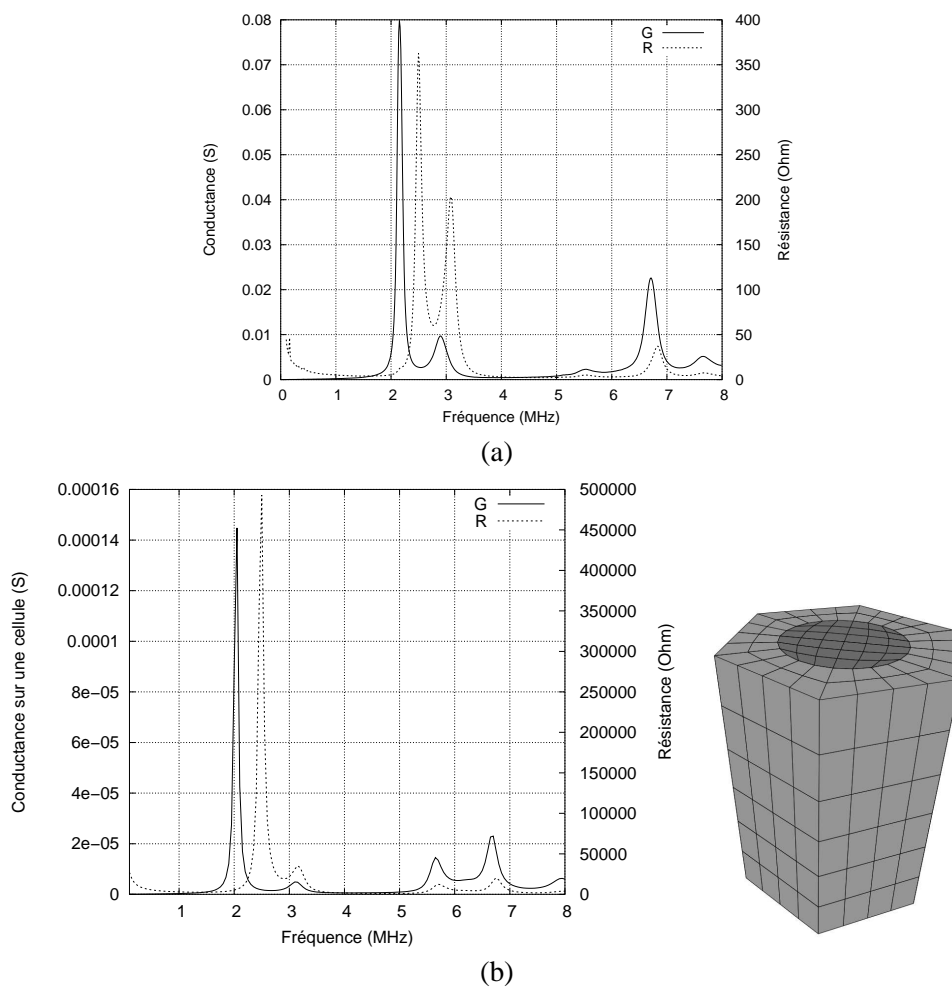 0.08
0.07
0.06
0.05
0.04
0.03
0.02
0.01
0
Conductance (S)
400
350
300
250
200
150
100
50
0
Résistance (Ohm)
G
R
0 1 2 3 4 5 6 7 8
Fréquence (MHz)
(a)
0.00016
0.00014
0.00012
0.0001
8e−05
6e−05
4e−05
2e−05
0
Conductance sur une cellule (S)
500000
450000
400000
350000
300000
250000
200000
150000
100000
50000
0
Résistance (Ohm)
G
R
1 2 3 4 5 6 7 8
Fréquence (MHz)
(b)